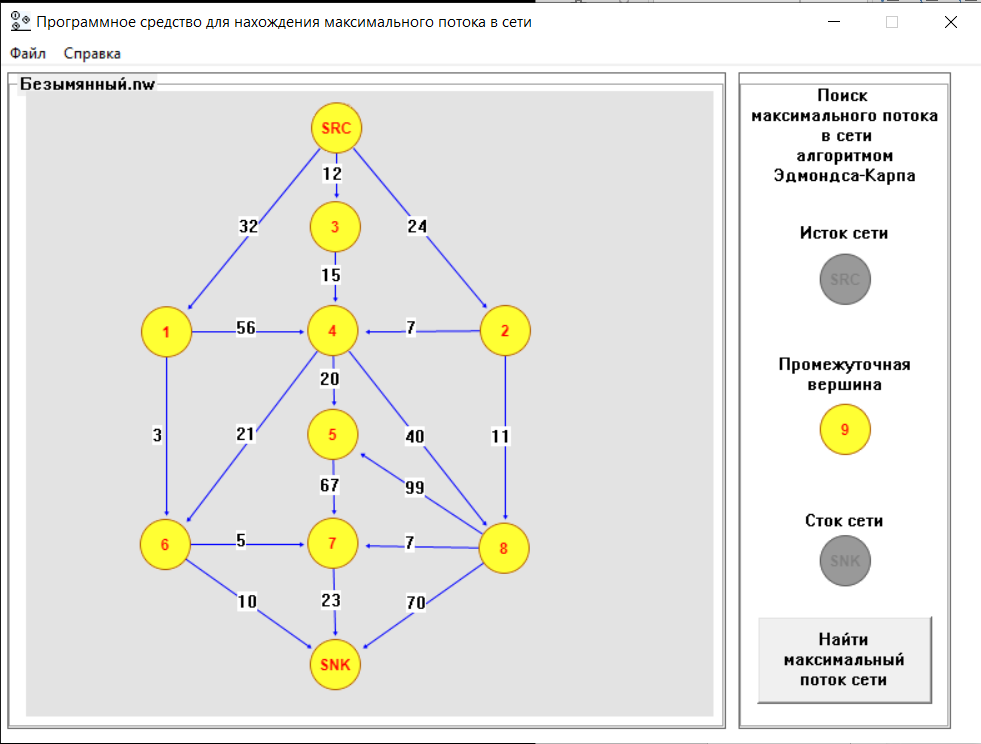 Программное средство для нахождения максимального потока в сети
Файл Справка
Безымянный.nw
SRC
12
32
3
24
15
1
56
4
7
2
20
3
21
40
11
5
67
99
6
5
7
7
8
10
23
70
SNK
Поиск
максимального потока
в сети
алгоритмом
Эдмондса-Карпа
Исток сети
SRC
Промежуточная
вершина
9
Сток сети
SNK
Найти
максимальный
поток сети